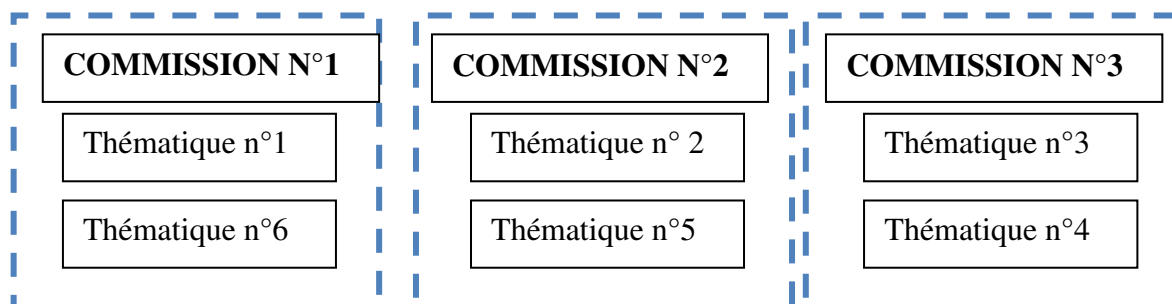 COMMISSION N°1
Thématique n°1
Thématique n°6
COMMISSION N°2
Thématique n° 2
Thématique n°5
COMMISSION N°3
Thématique n°3
Thématique n°4